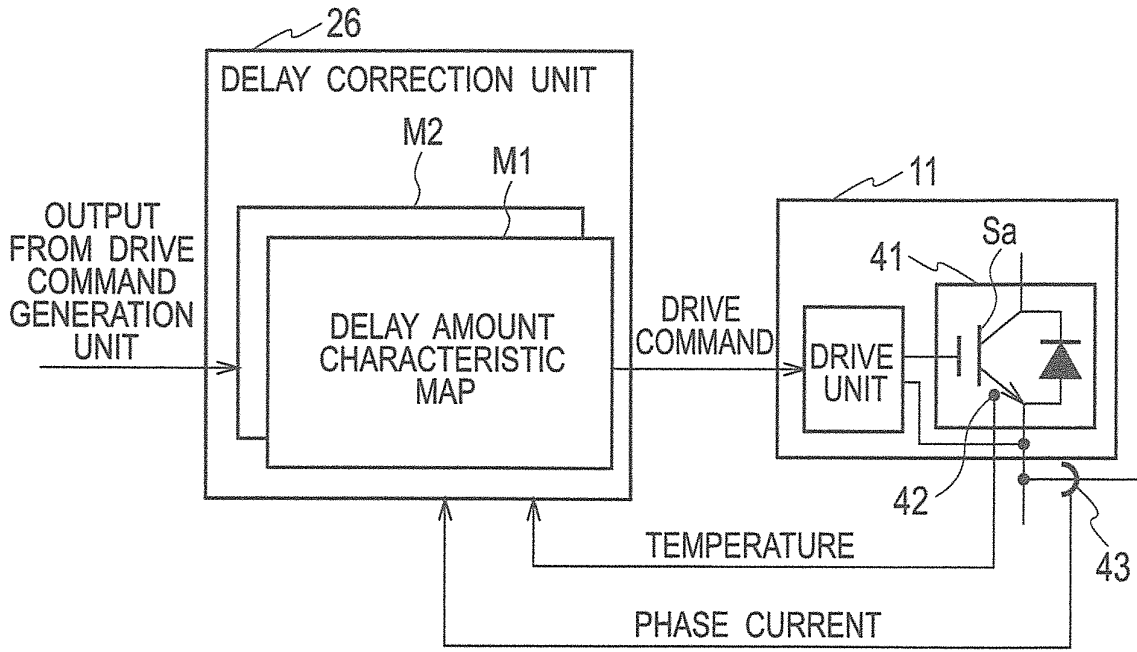 26
DELAY CORRECTION UNIT
M2
M1
11
OUTPUT
FROM DRIVE
COMMAND
GENERATION
UNIT
DELAY AMOUNT
CHARACTERISTIC
MAP
DRIVE
COMMAND
Sa
41
DRIVE
UNIT
42
43
TEMPERATURE
PHASE CURRENT